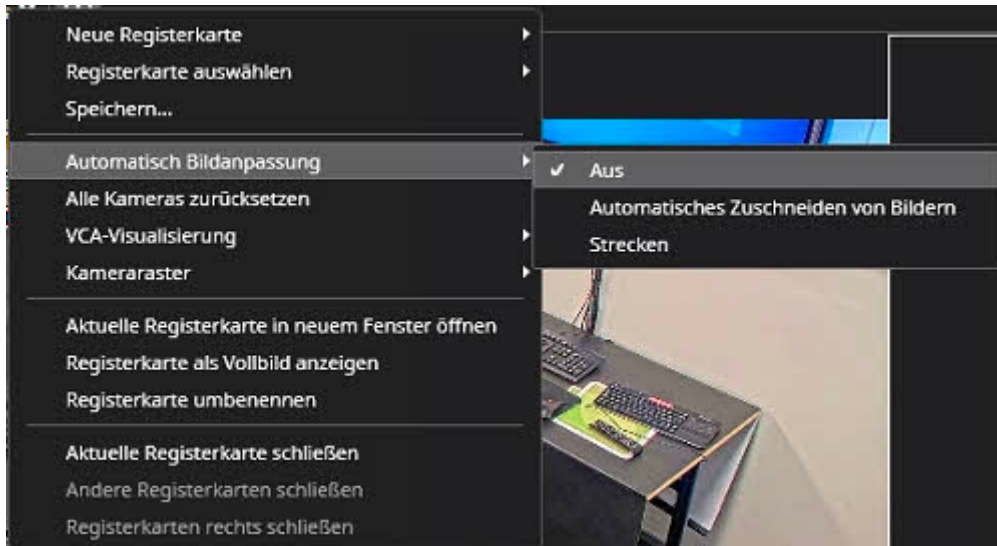 Neue Registerkarte
Registerkarte auswählen
Speichern...
Automatisch Bildanpassung
Aus
Automatisches Zuschneiden von Bildern
Strecken
Alle Kameras zurücksetzen
VCA-Visualisierung
Kameraraster
Aktuelle Registerkarte in neuem Fenster öffnen
Registerkarte als Vollbild anzeigen
Registerkarte umbenennen
Aktuelle Registerkarte schließen
Andere Registerkarten schließen
Registerkarten rechts schließen